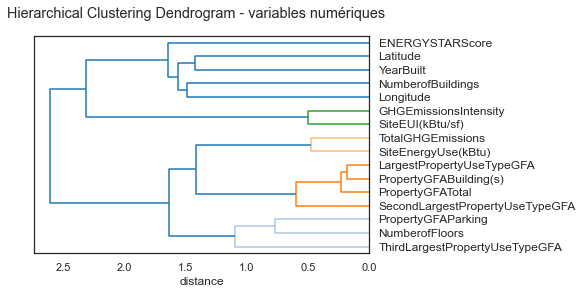 Hierarchical Clustering Dendrogram - variables numériques
ENERGYSTARScore
Latitude
YearBuilt
NumberofBuildings
Longitude
GHGEmissionsIntensity
SiteEUI(kBtu/sf)
TotalGHGEmissions
SiteEnergyUse(kBtu)
LargestPropertyUseTypeGFA
PropertyGFABuilding(s)
PropertyGFATotal
SecondLargestPropertyUseTypeGFA
PropertyGFAParking
NumberofFloors
ThirdLargestPropertyUseTypeGFA
2.5 2.0 1.5 1.0 0.5 0.0
distance